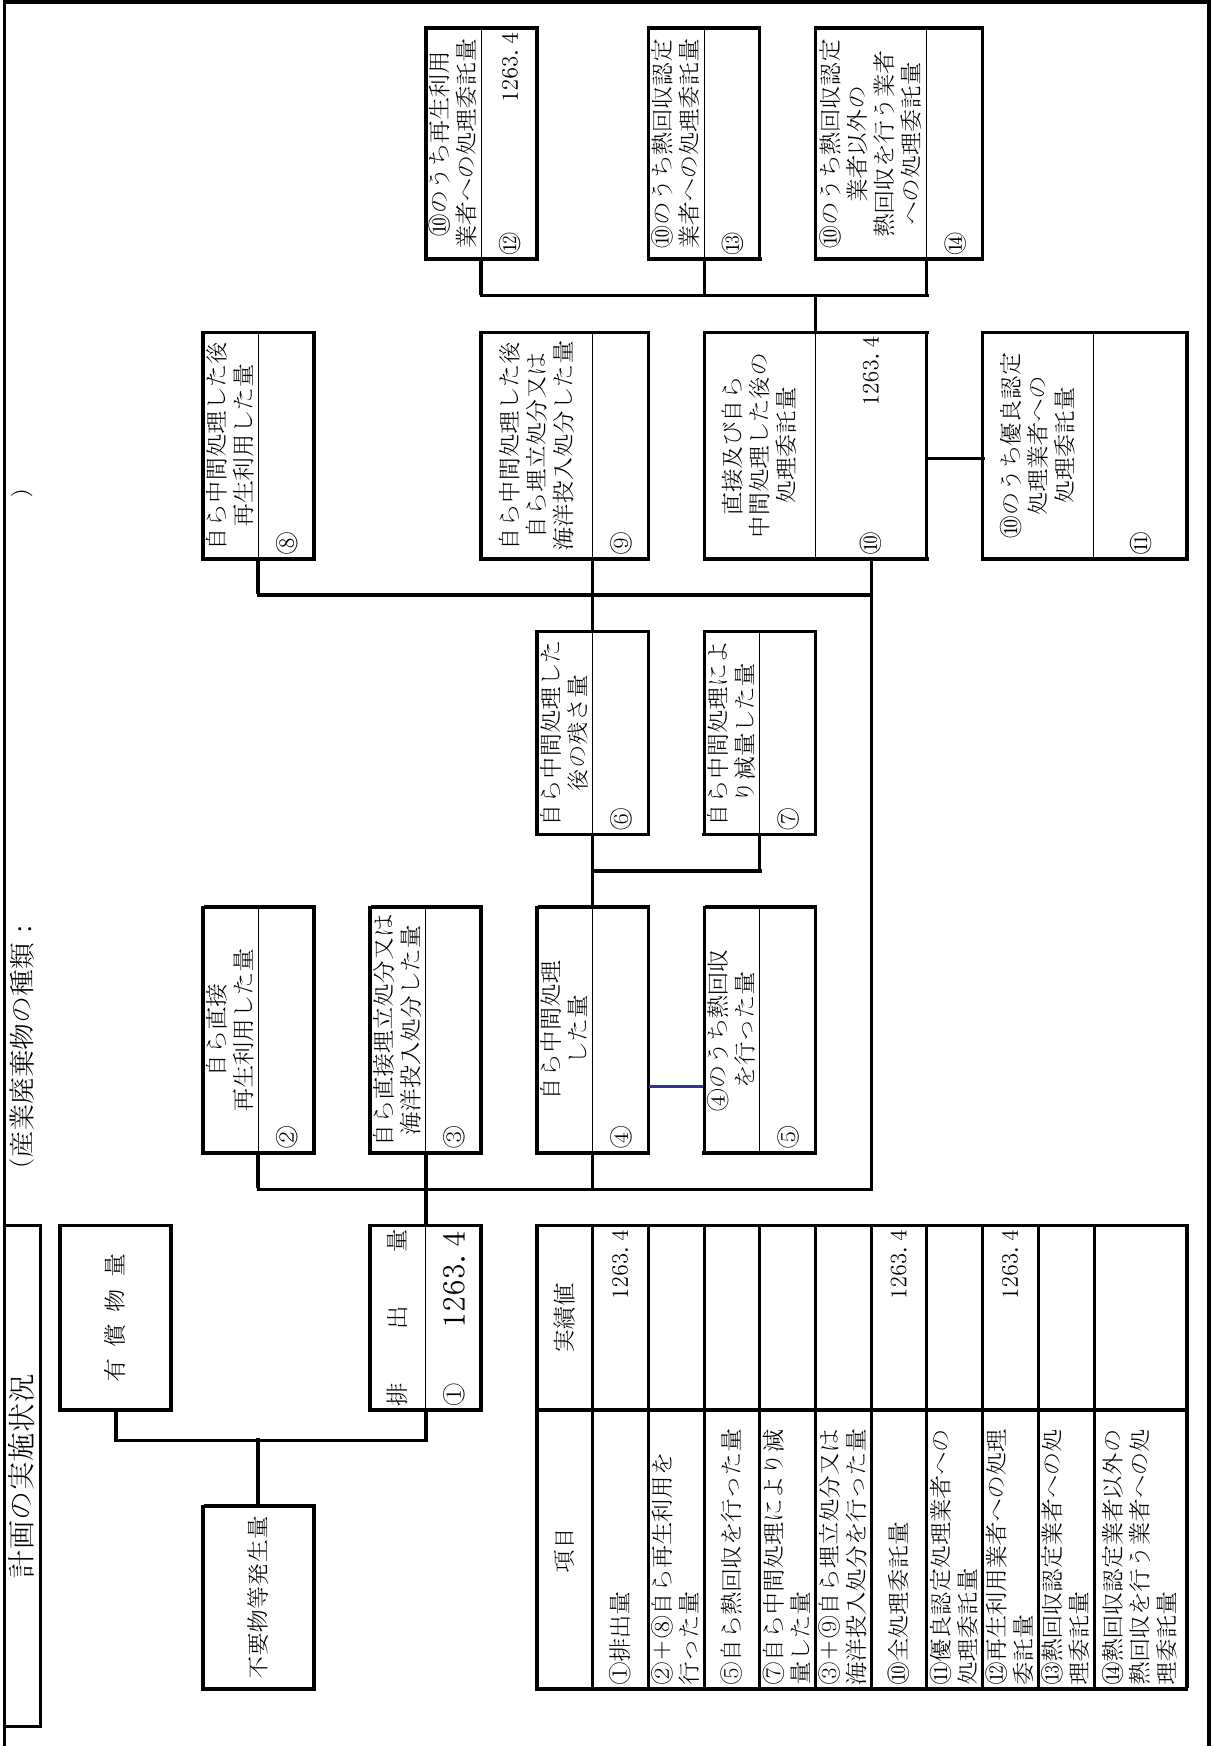 計画の実施状況
（産業廃棄物の種類： ）
不要物等発生量
有 償 物 量
排 出 量
① 1263.4
自ら直接
再生利用した量
②
自ら直接埋立処分又は
海洋投入処分した量
③
自ら中間処理
した量
④
④のうち熱回収
を行った量
⑤
自ら中間処理した
後の残さ量
⑥
自ら中間処理によ
り減量した量
⑦
自ら中間処理した後
再生利用した量
⑧
自ら中間処理した後
自ら埋立処分又は
海洋投入処分した量
⑨
直接及び自ら
中間処理した後の
処理委託量
⑩ 1263.4
⑩のうち優良認定
処理業者への
処理委託量
⑪
⑩のうち再生利用
業者への処理委託量
⑫ 1263.4
⑩のうち熱回収認定
業者への処理委託量
⑬
⑩のうち熱回収認定
業者以外の
熱回収を行う業者
への処理委託量
⑭
項目 実績値
①排出量 1263.4
②＋⑧自ら再生利用を
行った量
⑤自ら熱回収を行った量
⑦自ら中間処理により減
量した量
③＋⑨自ら埋立処分又は
海洋投入処分を行った量
⑩全処理委託量 1263.4
⑪優良認定処理業者への
処理委託量
⑫再生利用業者への処理
委託量 1263.4
⑬熱回収認定業者への処
理委託量
⑭熱回収認定業者以外の
熱回収を行う業者への処
理委託量